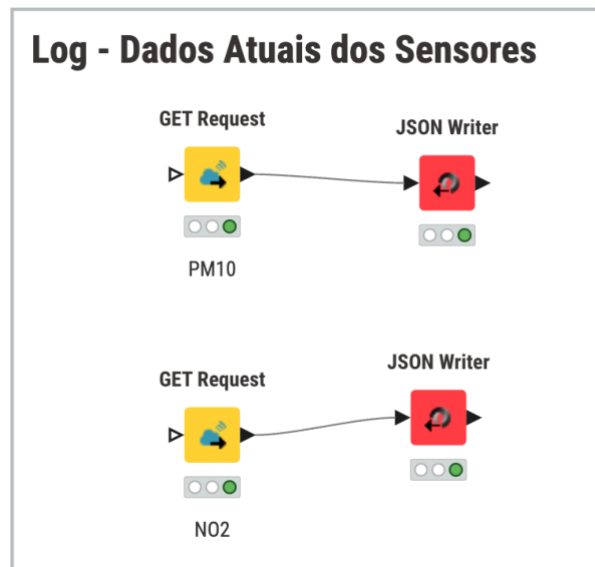 Log - Dados Atuais dos Sensores
GET Request
JSON Writer
PM10
GET Request
JSON Writer
NO2